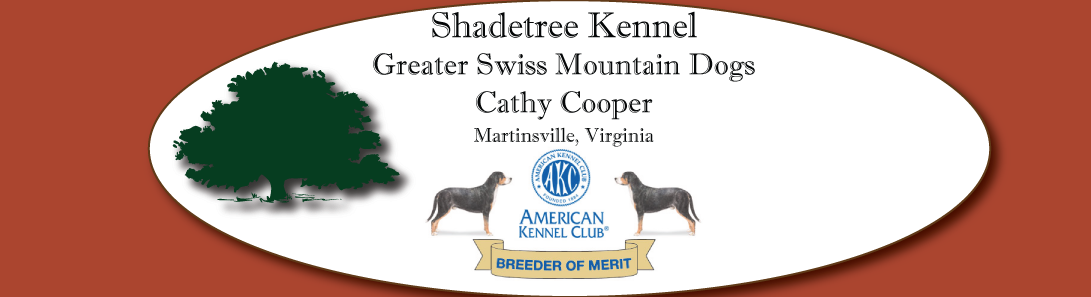 Shadetree Kennel
Greater Swiss Mountain Dogs
Cathy Cooper
Martinsville, Virginia
AMERICAN KENNEL CLUB
AKC
FOUNDED 1884
AMERICAN
KENNEL CLUB®
BREEDER OF MERIT